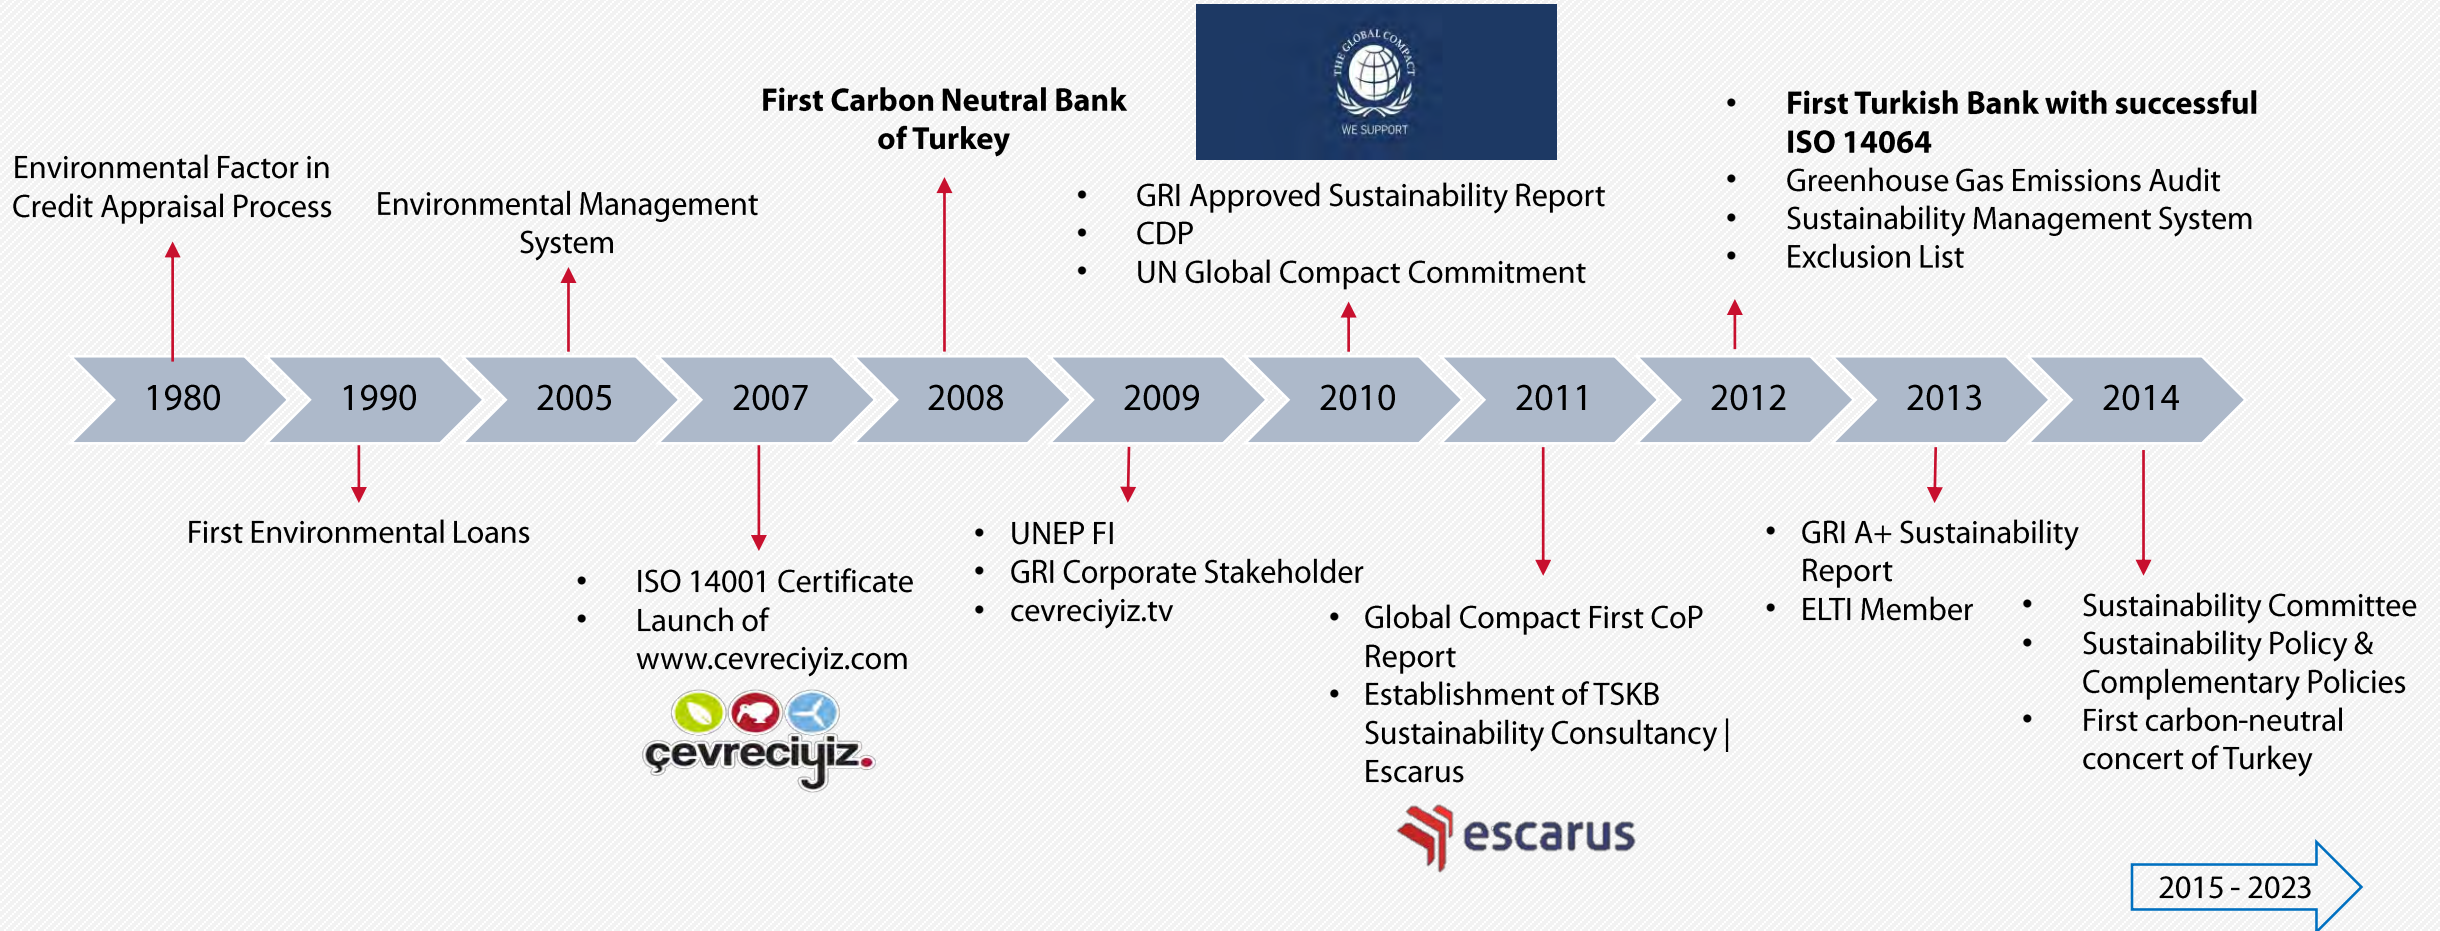 THE GLOBAL COMPACT
WE SUPPORT
Environmental Factor in
Credit Appraisal Process
Environmental Management
System
First Carbon Neutral Bank
of Turkey
• GRI Approved Sustainability Report
• CDP
• UN Global Compact Commitment
• First Turkish Bank with successful
ISO 14064
• Greenhouse Gas Emissions Audit
• Sustainability Management System
• Exclusion List
1980
1990
2005
2007
2008
2009
2010
2011
2012
2013
2014
First Environmental Loans
• ISO 14001 Certificate
• Launch of
www.cevreciyiz.com
çevreciyiz.
• UNEP FI
• GRI Corporate Stakeholder
• cevreciyiz.tv
• Global Compact First CoP
Report
• Establishment of TSKB
Sustainability Consultancy |
Escarus
escarus
• GRI A+ Sustainability
Report
• ELTI Member
• Sustainability Committee
• Sustainability Policy &
Complementary Policies
• First carbon-neutral
concert of Turkey
2015 - 2023